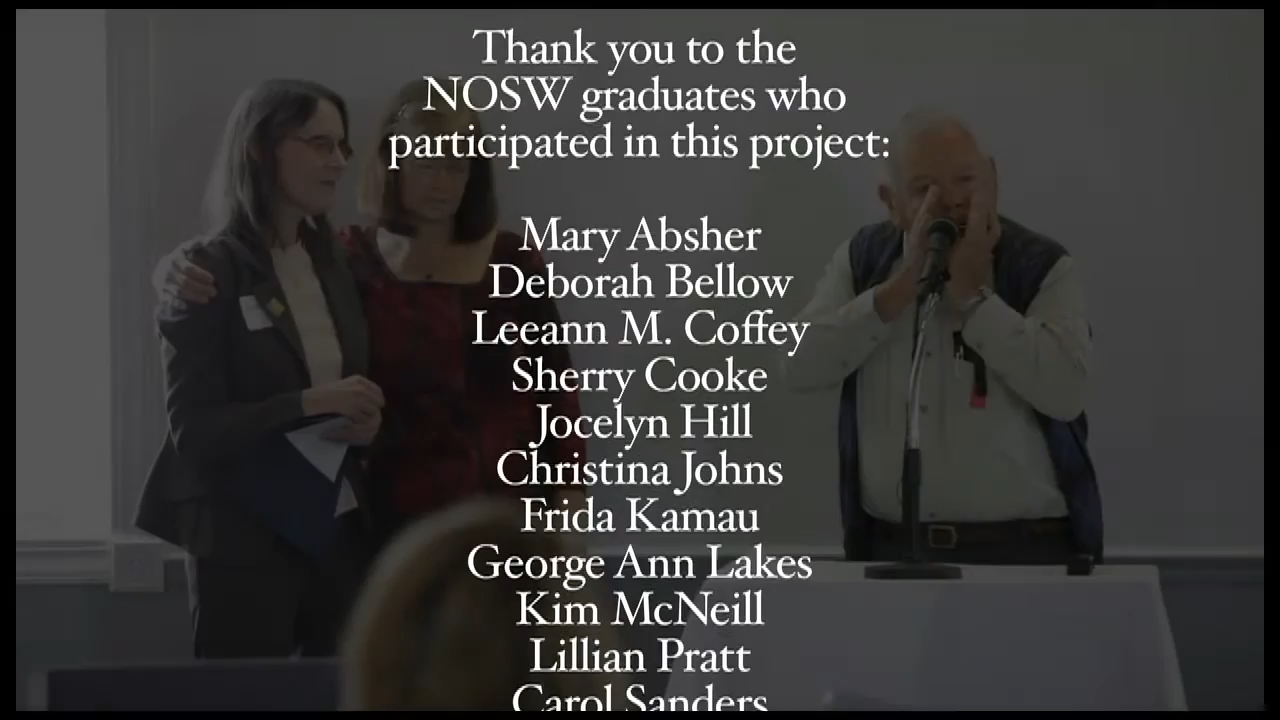 Thank you to the
NOSW graduates who
participated in this project:
Mary Absher
Deborah Bellow
Leeann M. Coffey
Sherry Cooke
Jocelyn Hill
Christina Johns
Frida Kamau
George Ann Lakes
Kim McNeill
Lillian Pratt
Carol Sanders